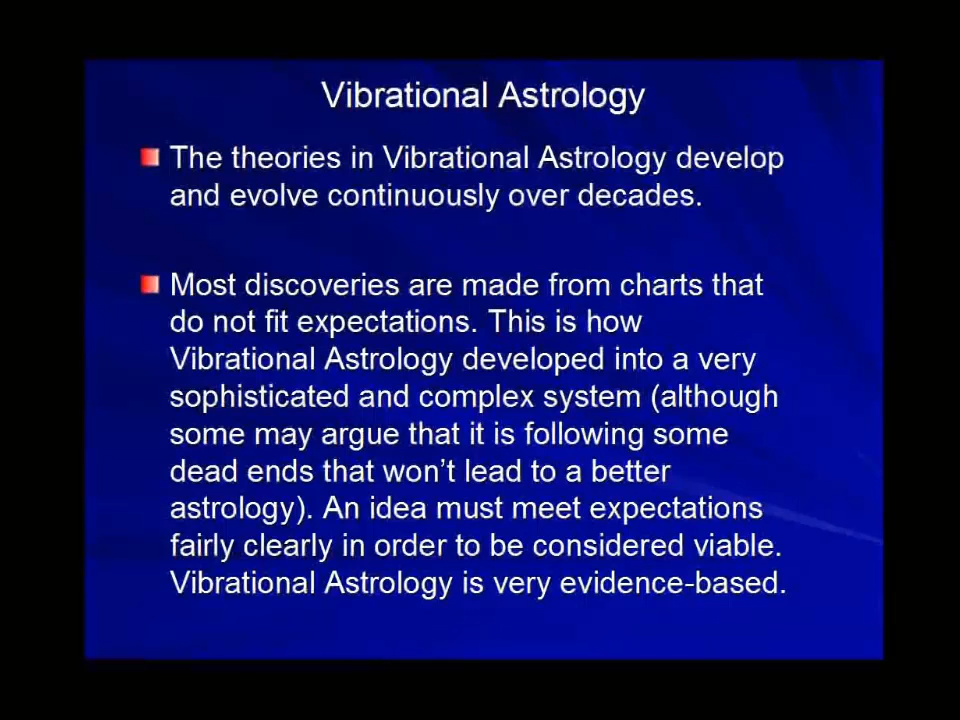 Vibrational Astrology
The theories in Vibrational Astrology develop
and evolve continuously over decades.
Most discoveries are made from charts that
do not fit expectations. This is how
Vibrational Astrology developed into a very
sophisticated and complex system (although
some may argue that it is following some
dead ends that won’t lead to a better
astrology). An idea must meet expectations
fairly clearly in order to be considered viable.
Vibrational Astrology is very evidence-based.